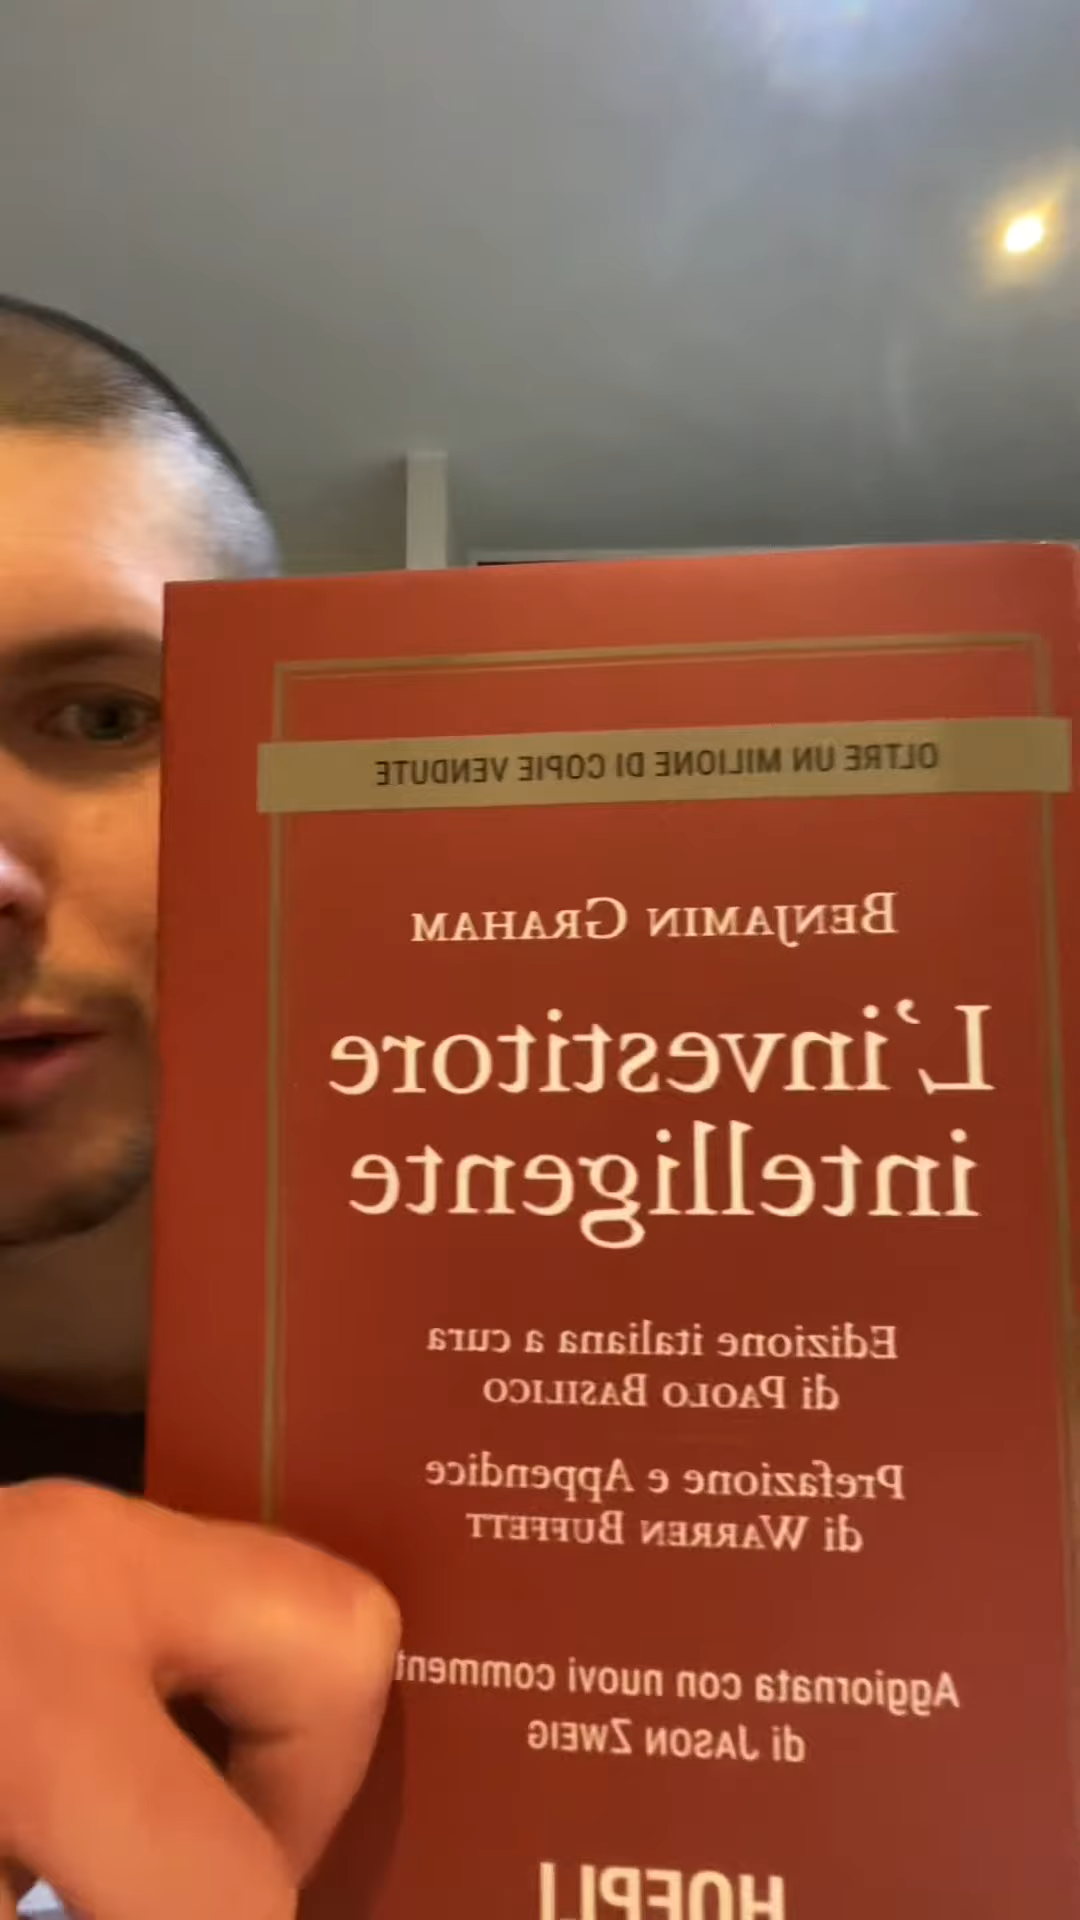 OLTRE UN MILIONE DI COPIE VENDUTE
BENJAMIN GRAHAM
L'investitore
intelligente
Edizione italiana a cura
di PAOLO BASILICO
Prefazione e Appendice
di WARREN BUFFETT
Aggiornata con nuovi comment
di JASON ZWEIG
HOEPLI